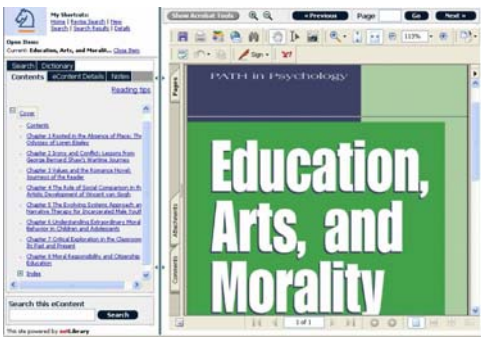 My Shortcuts:
Home | Revise Search | New
Search | Search Results | Details
Open Items:
Current: Education, Arts, and Moralit... Close Item
Search Dictionary
Contents eContent Details Notes
Reading tips
Cover
Contents
Chapter 1 Rooted in the Absence of Place: The
Odyssey of Loren Eiseley
Chapter 2 Irony and Conflict: Lessons from
George Bernard Shaw's Wartime Journey
Chapter 3 Values and the Romance Novel:
Journeys of the Reader
Chapter 4 The Role of Social Comparison in th
Artistic Development of Vincent van Gogh
Chapter 5 The Evolving Systems Approach an
Narrative Therapy for Incarcerated Male Youth
Chapter 6 Understanding Extraordinary Moral
Behavior in Children and Adolescents
Chapter 7 Critical Exploration in the Classroom
Its Past and Present
Chapter 8 Moral Responsibility and Citizenship
Education
Index
Search this eContent
Search
This site powered by netLibrary
Show Acrobat Tools
« Previous Page Go Next »
113%
Sign
Y!
Pages
Attachments
Comments
PATH in Psychology
Education,
Arts, and
Morality
1 of 1